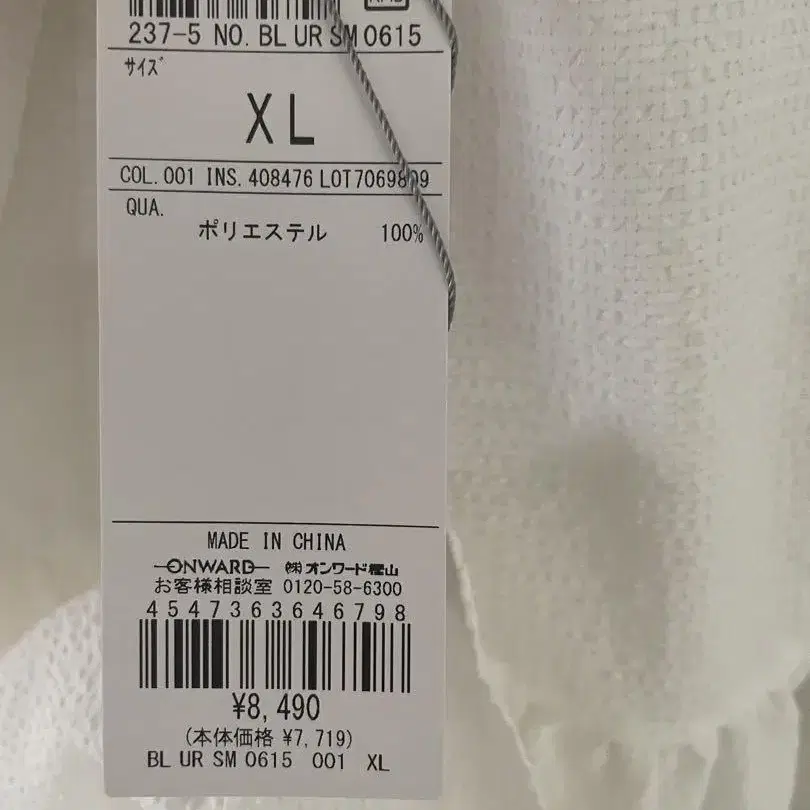 237-5 NO. BL UR SM 0615
サイズ
XL
COL. 001 INS. 408476 LOT7069809
QUA.
ポリエステル 100%
MADE IN CHINA
ONWARD ㈱オンワード樫山
お客様相談室 0120-58-6300
4547363646798
¥8,490
(本体価格 ¥7,719)
BL UR SM 0615 001 XL